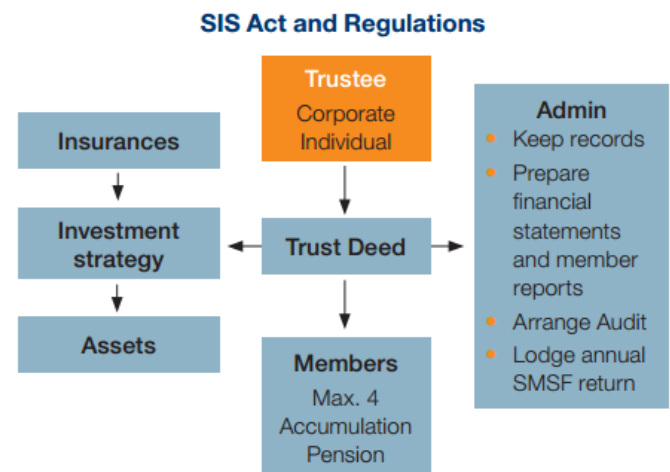 SIS Act and Regulations
Trustee
Corporate
Individual
Insurances
Investment
strategy
Assets
Trust Deed
Members
Max. 4
Accumulation
Pension
Admin
• Keep records
• Prepare
financial
statements
and member
reports
• Arrange Audit
• Lodge annual
SMSF return